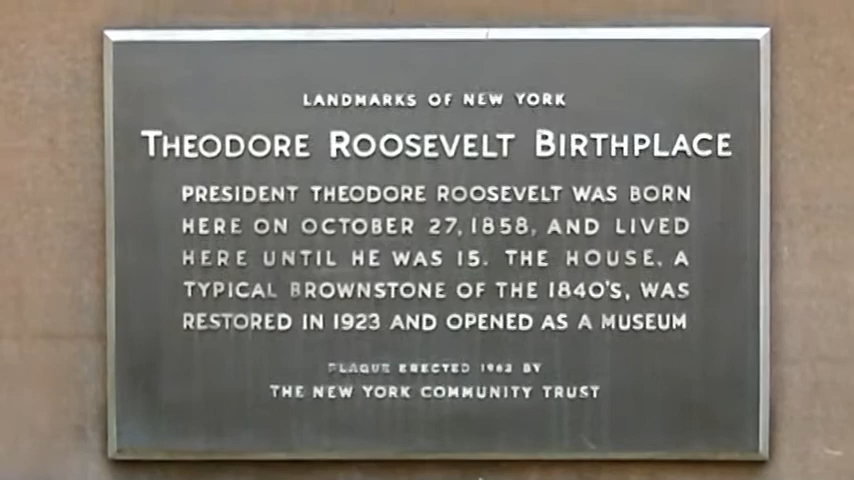 LANDMARKS OF NEW YORK
THEODORE ROOSEVELT BIRTHPLACE
PRESIDENT THEODORE ROOSEVELT WAS BORN
HERE ON OCTOBER 27, 1858, AND LIVED
HERE UNTIL HE WAS 15. THE HOUSE, A
TYPICAL BROWNSTONE OF THE 1840'S, WAS
RESTORED IN 1923 AND OPENED AS A MUSEUM
PLAQUE ERECTED 1962 BY
THE NEW YORK COMMUNITY TRUST